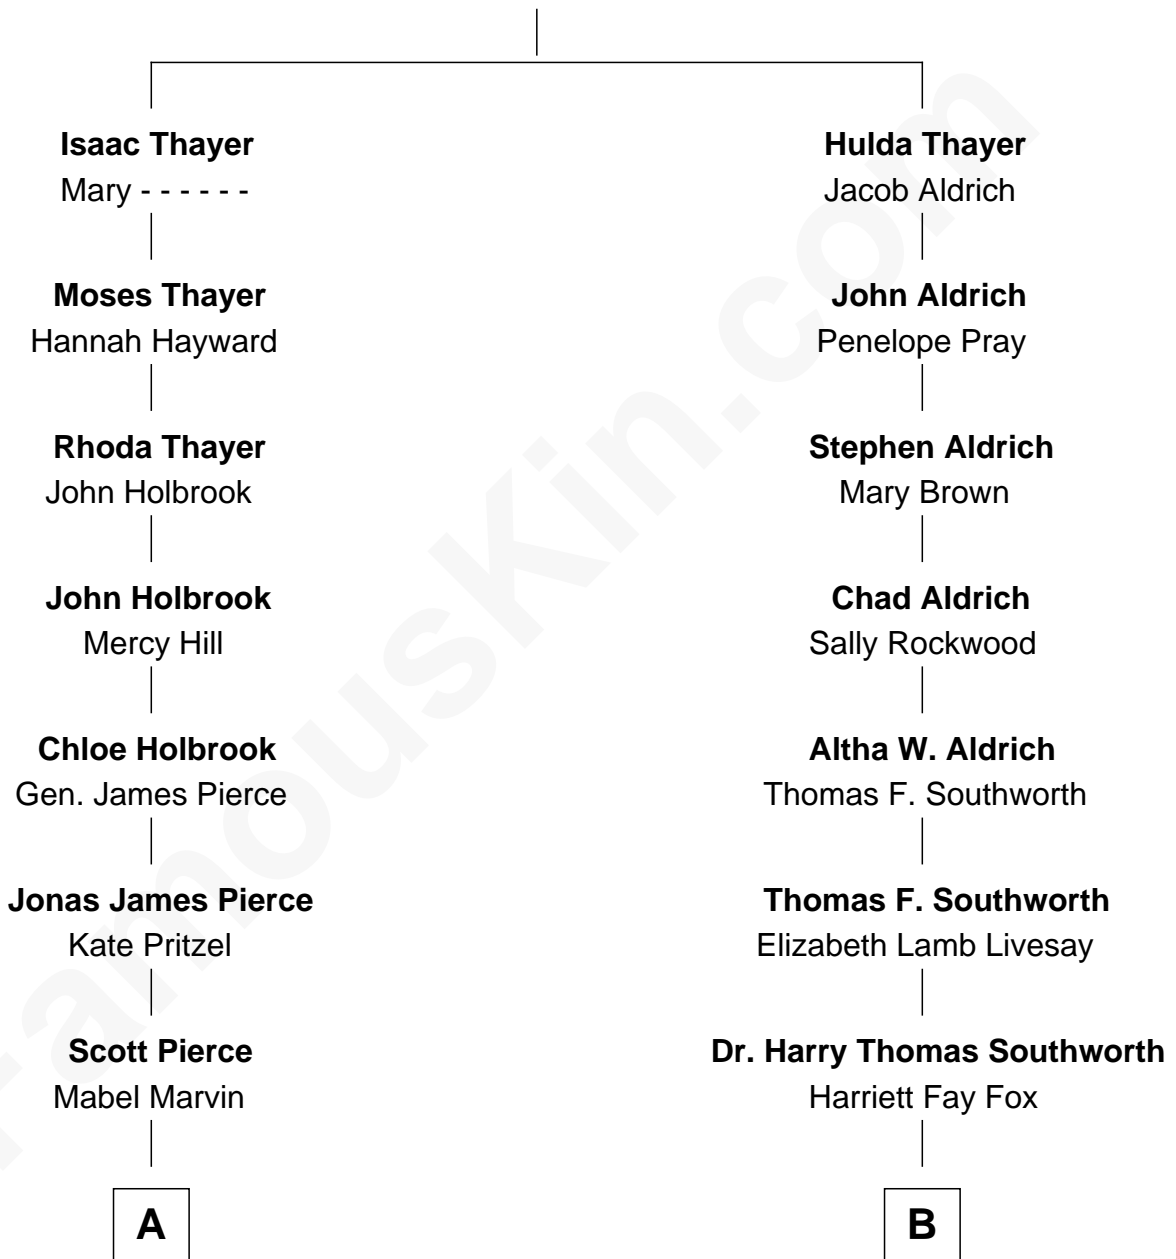 Isaac Thayer
Mary - - - - - -
Moses Thayer
Hannah Hayward
Rhoda Thayer
John Holbrook
John Holbrook
Mercy Hill
Chloe Holbrook
Gen. James Pierce
Jonas James Pierce
Kate Pritzel
Scott Pierce
Mabel Marvin
A
Hulda Thayer
Jacob Aldrich
John Aldrich
Penelope Pray
Stephen Aldrich
Mary Brown
Chad Aldrich
Sally Rockwood
Altha W. Aldrich
Thomas F. Southworth
Thomas F. Southworth
Elizabeth Lamb Livesay
Dr. Harry Thomas Southworth
Harriett Fay Fox
B
FamousKin.com